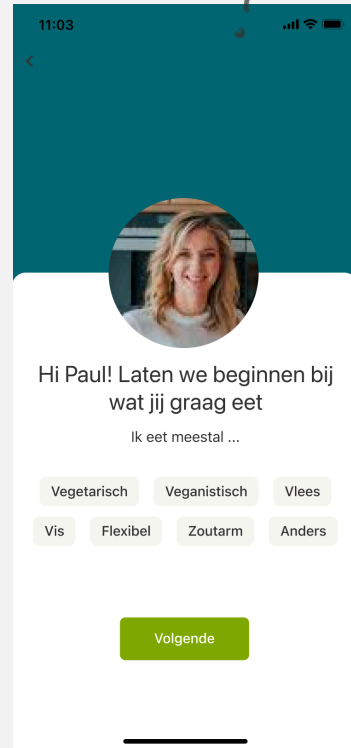 11:03
Hi Paul! Laten we beginnen bij
wat jij graag eet
Ik eet meestal ...
Vegetarisch Veganistisch Vlees
Vis Flexibel Zoutarm Anders
Volgende